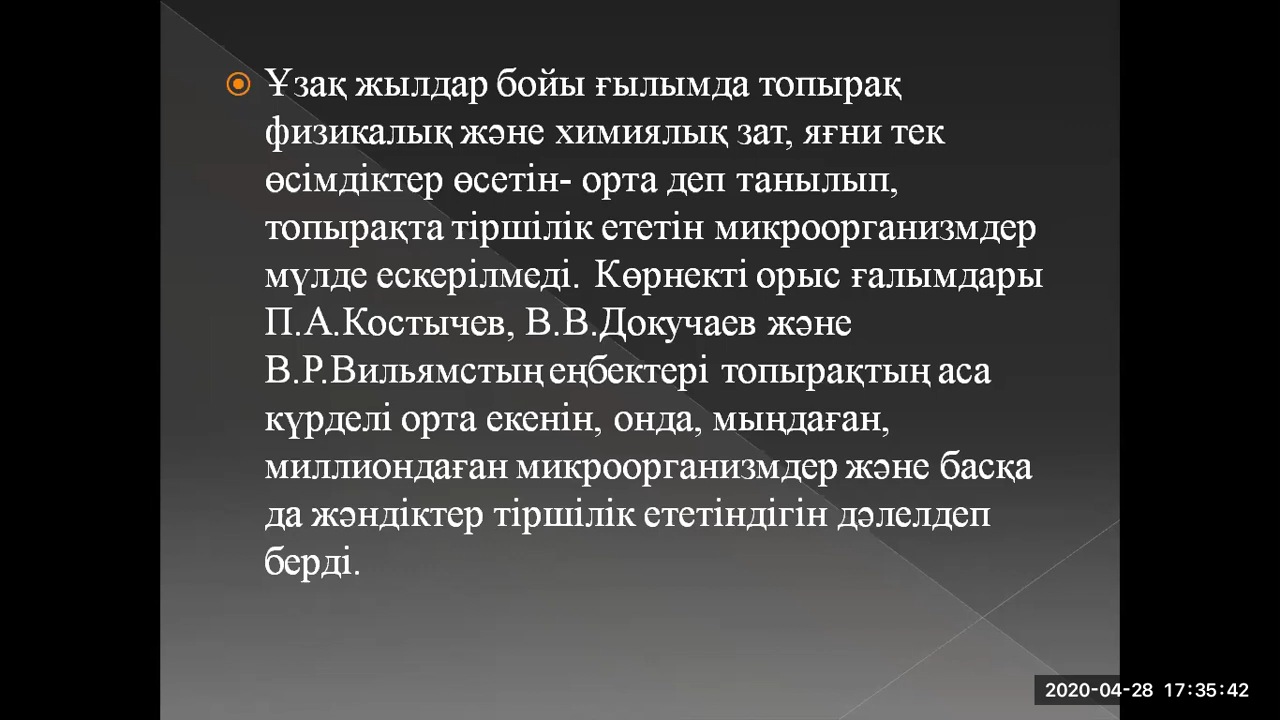 Ұзақ жылдар бойы ғылымда топырақ
физикалық және химиялық зат, яғни тек
өсімдіктер өсетін- орта деп танылып,
топырақта тіршілік ететін микроорганизмдер
мүлде ескерілмеді. Көрнекті орыс ғалымдары
П.А.Костычев, В.В.Докучаев және
В.Р.Вильямстың еңбектері топырақтың аса
күрделі орта екенін, онда, мыңдаған,
миллиондаған микроорганизмдер және басқа
да жәндіктер тіршілік ететіндігін дәлелдеп
берді.
2020-04-28 17:35:42